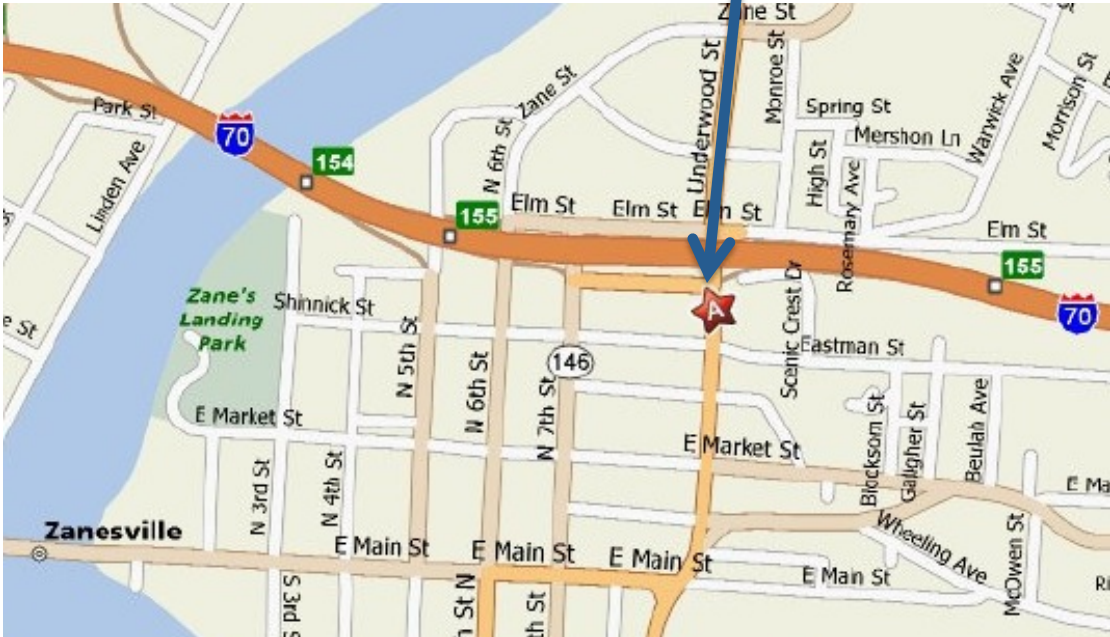 Zane St
Underwood St
Monroe St
Warwick Ave
Morrison St
Park St
70
154
Zane St
N 6th St
Spring St
Mershon Ln
High St
Rosemary Ave
Linden Ave
155
Elm St
Elm St
Elm St
Elm St
155
70
Zane's
Landing
Park
Shinnick St
e St
A
Scenic Crest Dr
Eastman St
N 5th St
N 6th St
146
N 7th St
E Market St
E Market St
Blocksom St
Gallgher St
Beulah Ave
E Ma
N 3rd St
N 4th St
Zanesville
E Main St
E Main St
E Main St
E Main St
Wheeling Ave
McOwen St
S 3rd